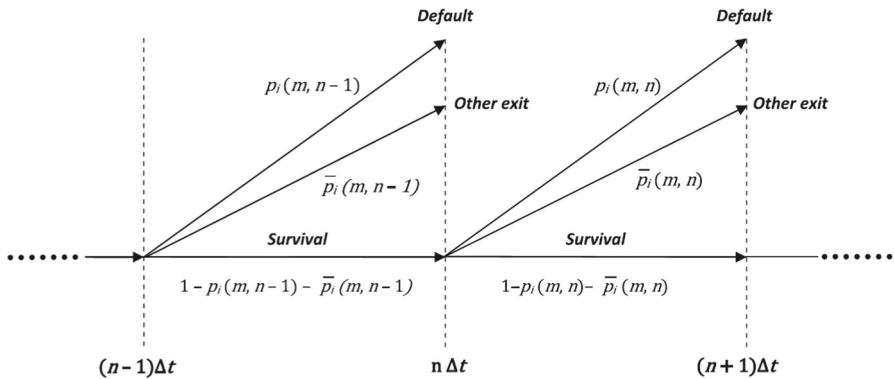 Default Default
p_i(m, n – 1) p_i(m, n)
Other exit Other exit
p̅_i(m, n – 1) p̅_i(m, n)
Survival Survival
1 – p_i(m, n – 1) – p̅_i(m, n – 1) 1–p_i(m, n) – p̅_i(m, n)
(n – 1)Δt n Δt (n + 1)Δt